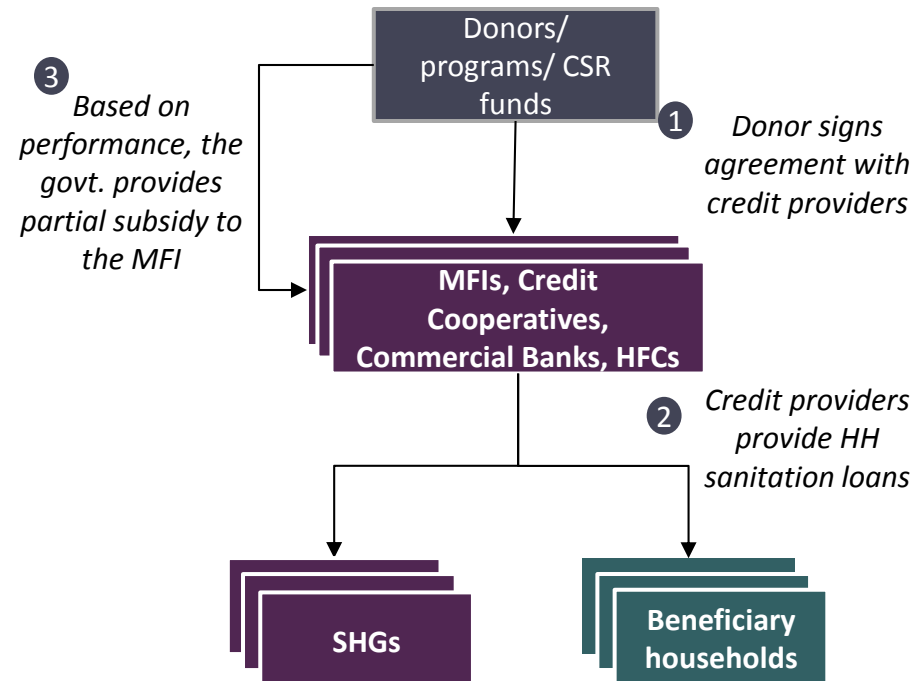 Donors/
programs/ CSR
funds
3
Based on
performance, the
govt. provides
partial subsidy to
the MFI
1
Donor signs
agreement with
credit providers
MFIs, Credit
Cooperatives,
Commercial Banks, HFCs
2
Credit providers
provide HH
sanitation loans
SHGs
Beneficiary
households